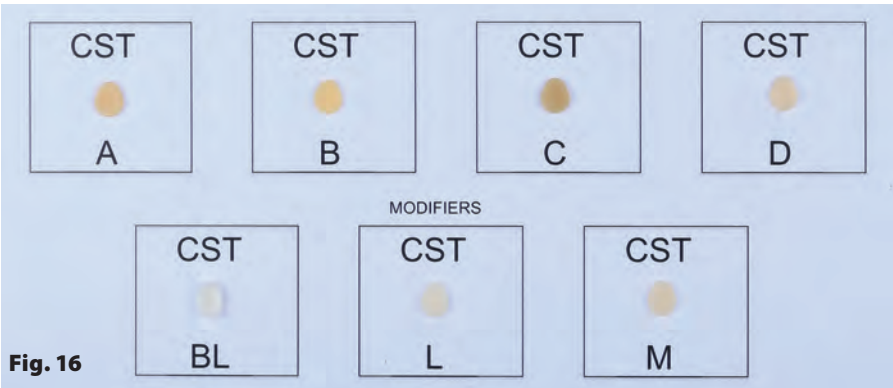 CST CST CST CST
A B C D
MODIFIERS
CST CST CST
BL L M
Fig. 16